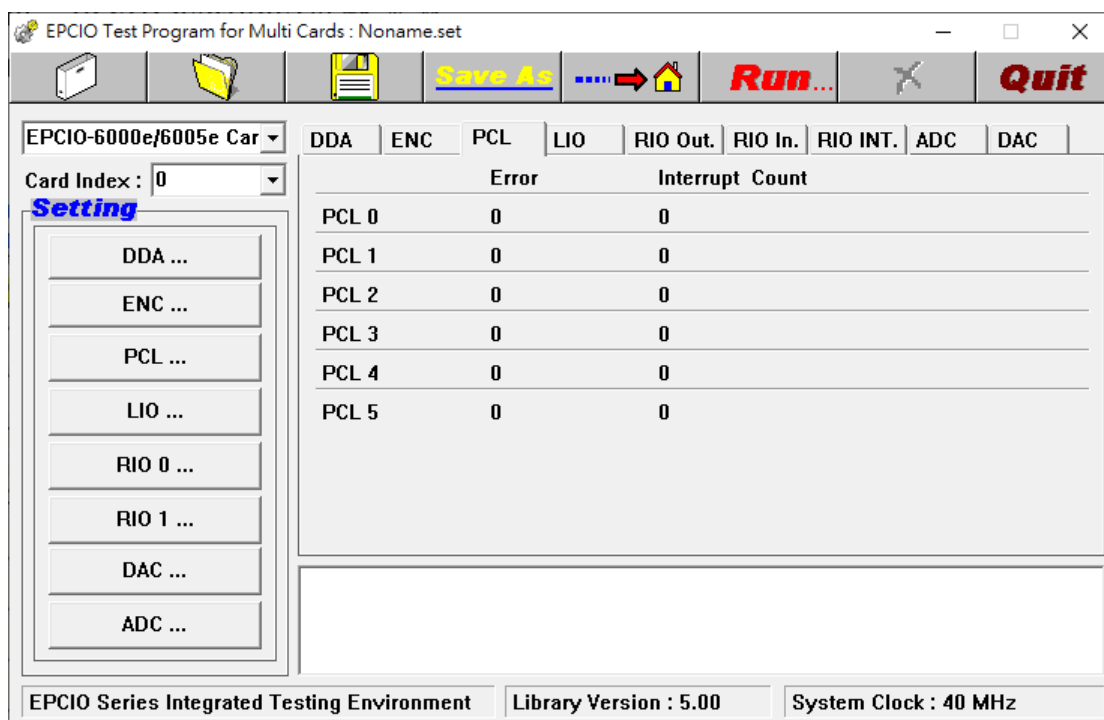 EPCIO Test Program for Multi Cards : Noname.set
Save As Run... Quit
EPCIO-6000e/6005e Car
DDA ENC PCL LIO RIO Out. RIO In. RIO INT. ADC DAC
Card Index : 0
Setting
DDA ...
ENC ...
PCL ...
LIO ...
RIO 0 ...
RIO 1 ...
DAC ...
ADC ...
Error Interrupt Count
PCL 0 0 0
PCL 1 0 0
PCL 2 0 0
PCL 3 0 0
PCL 4 0 0
PCL 5 0 0
EPCIO Series Integrated Testing Environment Library Version : 5.00 System Clock : 40 MHz